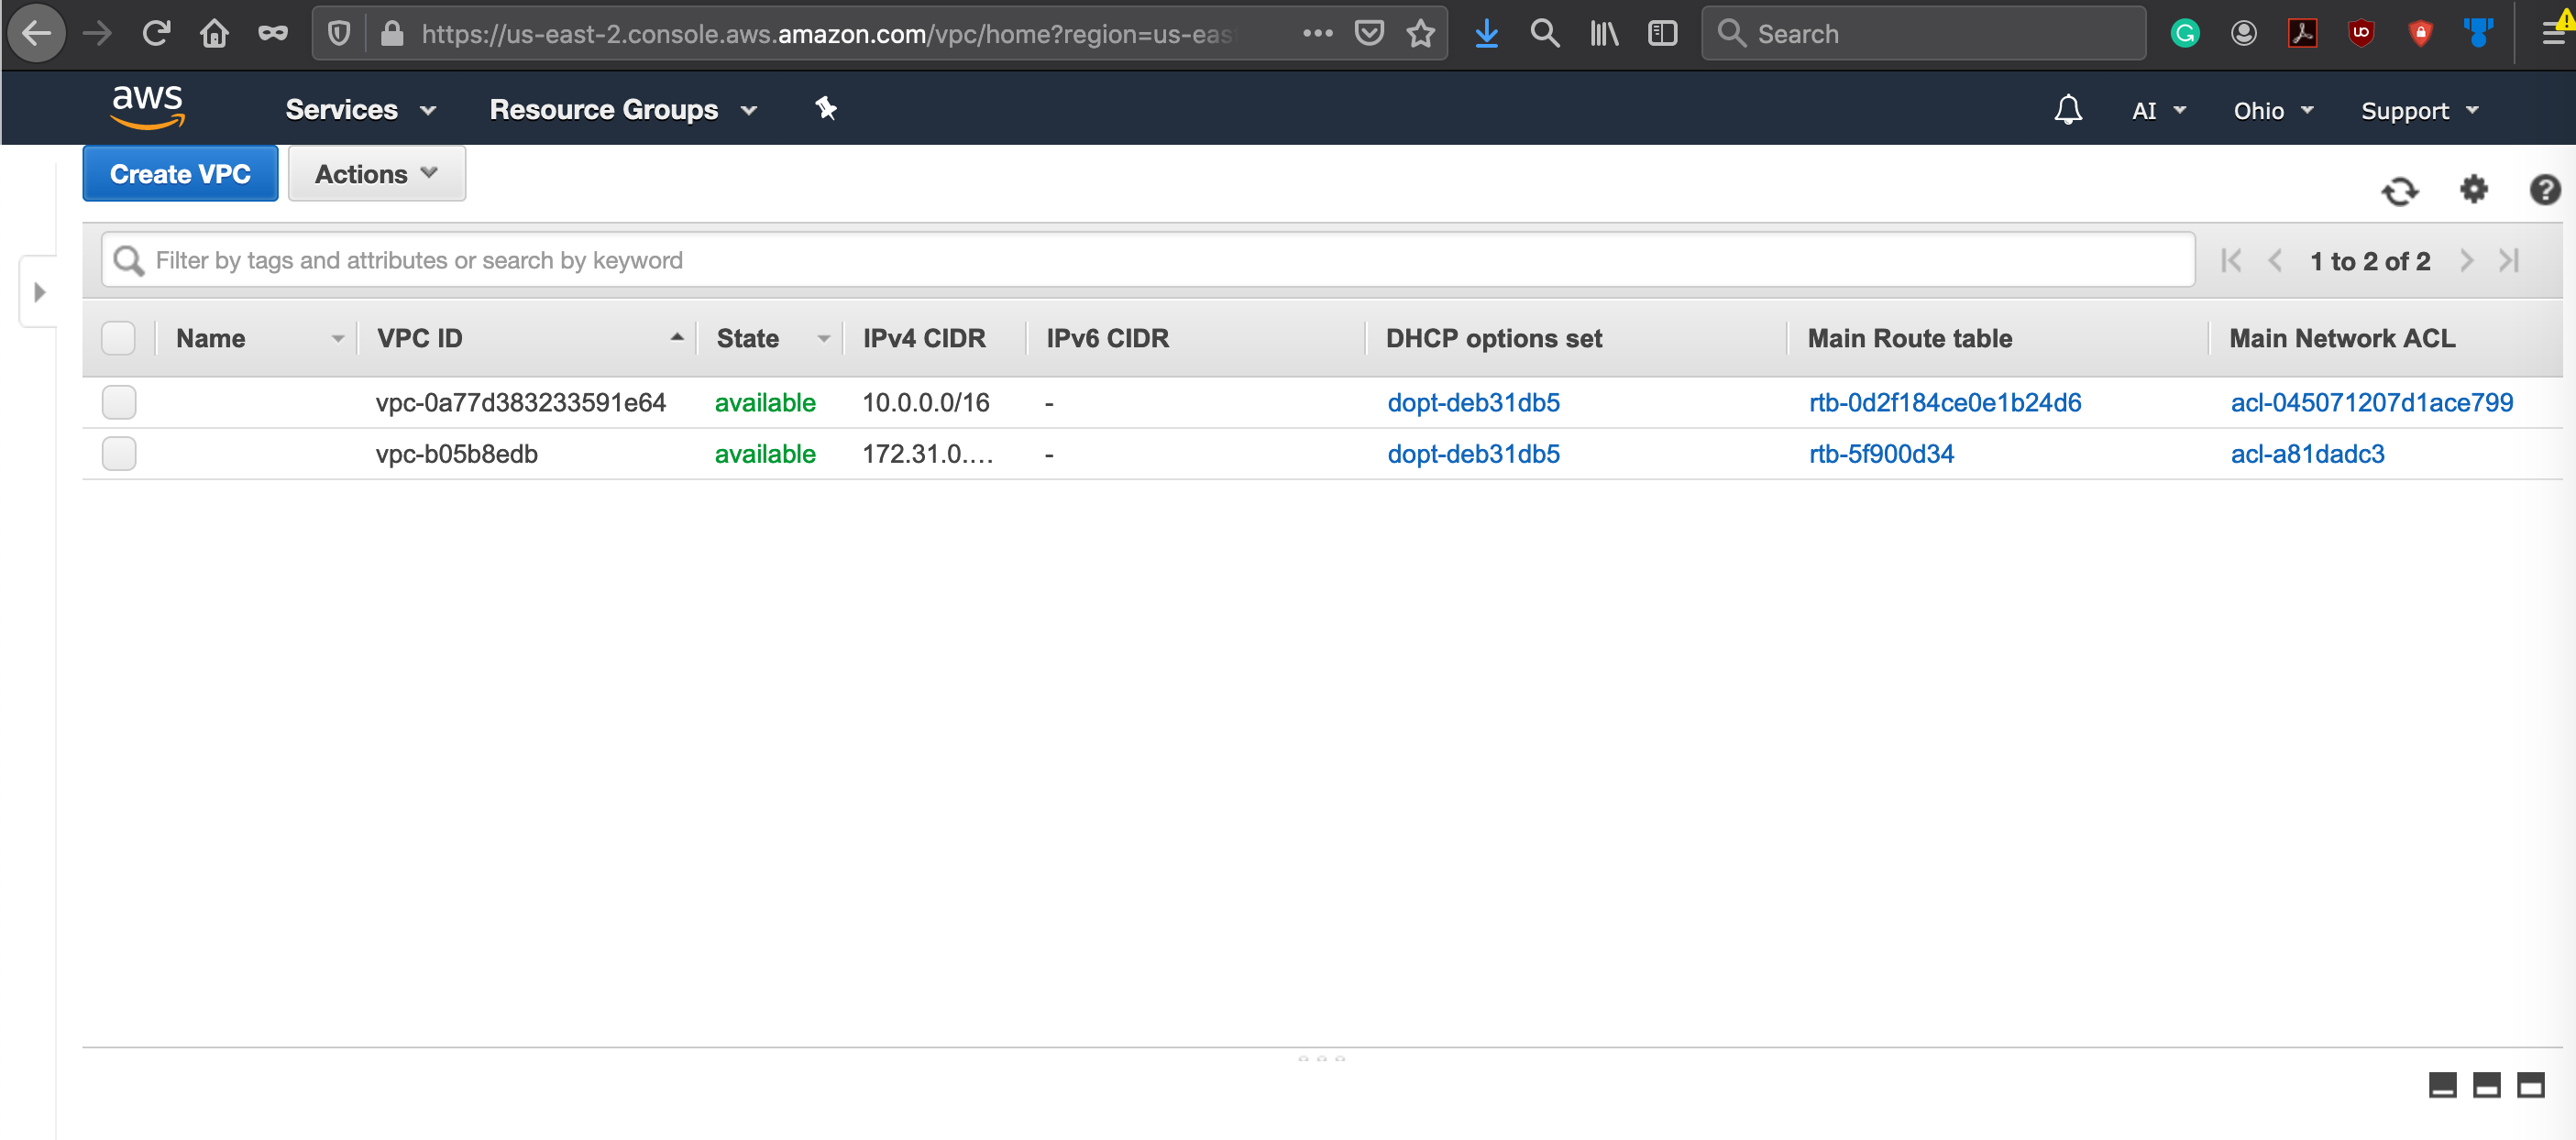 https://us-east-2.console.aws.amazon.com/vpc/home?region=us-eas
Search
aws
Services
Resource Groups
AI
Ohio
Support
Create VPC
Actions
Filter by tags and attributes or search by keyword
1 to 2 of 2
Name VPC ID State IPv4 CIDR IPv6 CIDR DHCP options set Main Route table Main Network ACL
vpc-0a77d383233591e64 available 10.0.0.0/16 - dopt-deb31db5 rtb-0d2f184ce0e1b24d6 acl-045071207d1ace799
vpc-b05b8edb available 172.31.0.... - dopt-deb31db5 rtb-5f900d34 acl-a81dadc3